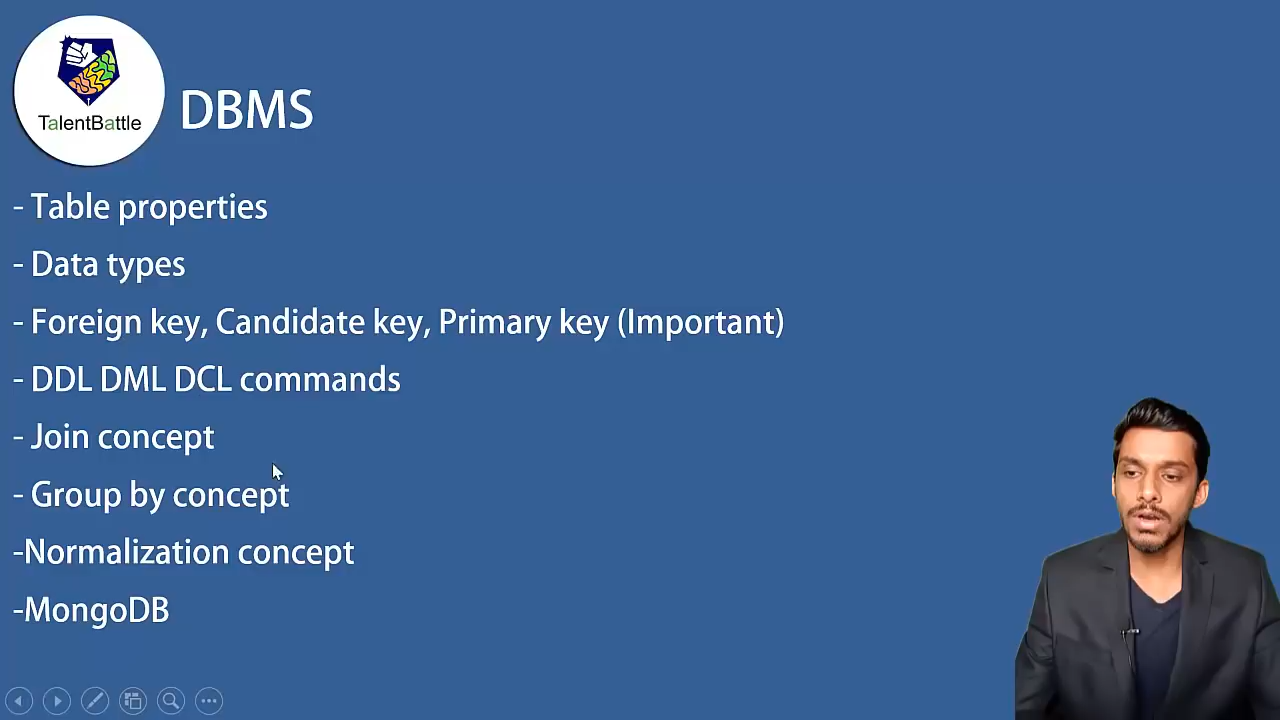 TalentBattle
DBMS
- Table properties
- Data types
- Foreign key, Candidate key, Primary key (Important)
- DDL DML DCL commands
- Join concept
- Group by concept
-Normalization concept
-MongoDB